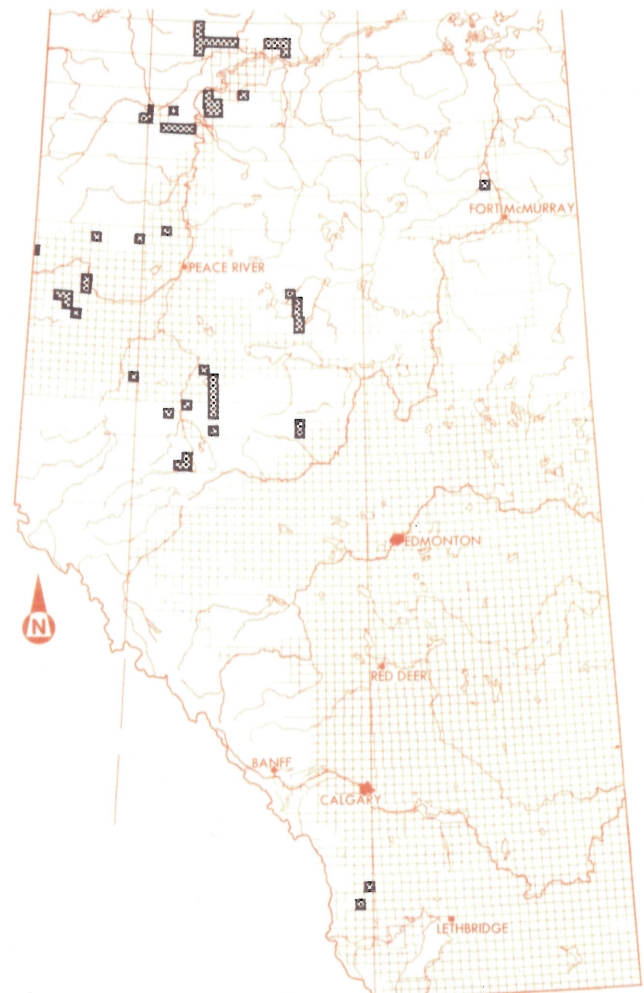 FORT McMURRAY
PEACE RIVER
EDMONTON
N
RED DEER
BANFF
CALGARY
LETHBRIDGE